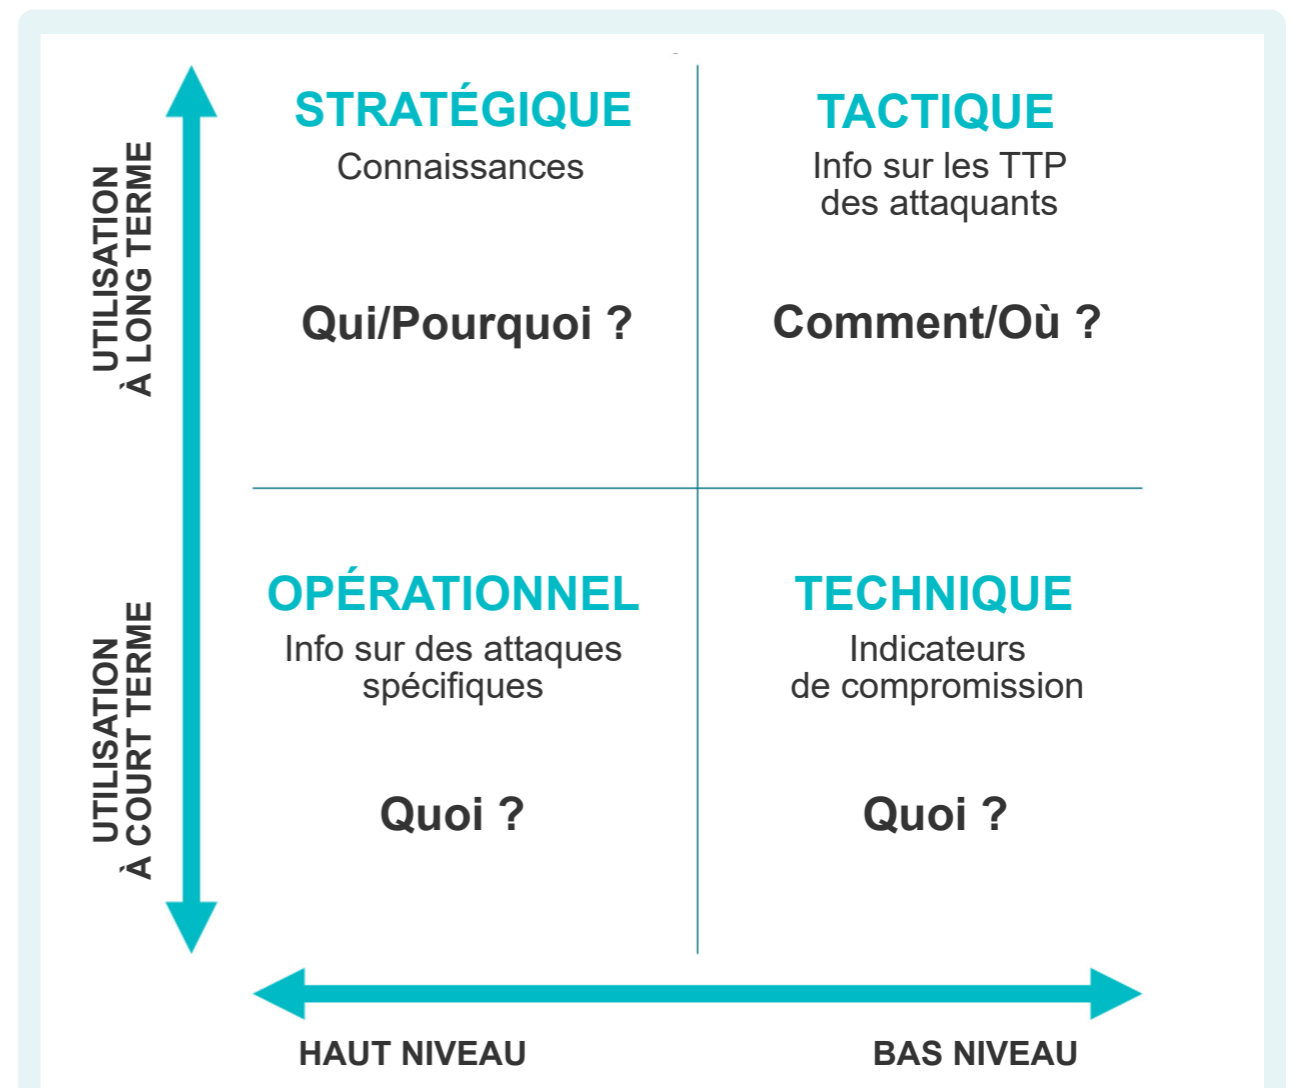 STRATÉGIQUE
Connaissances
Qui/Pourquoi ?
TACTIQUE
Info sur les TTP
des attaquants
Comment/Où ?
UTILISATION
À LONG TERME
OPÉRATIONNEL
Info sur des attaques
spécifiques
Quoi ?
TECHNIQUE
Indicateurs
de compromission
Quoi ?
UTILISATION
À COURT TERME
HAUT NIVEAU
BAS NIVEAU